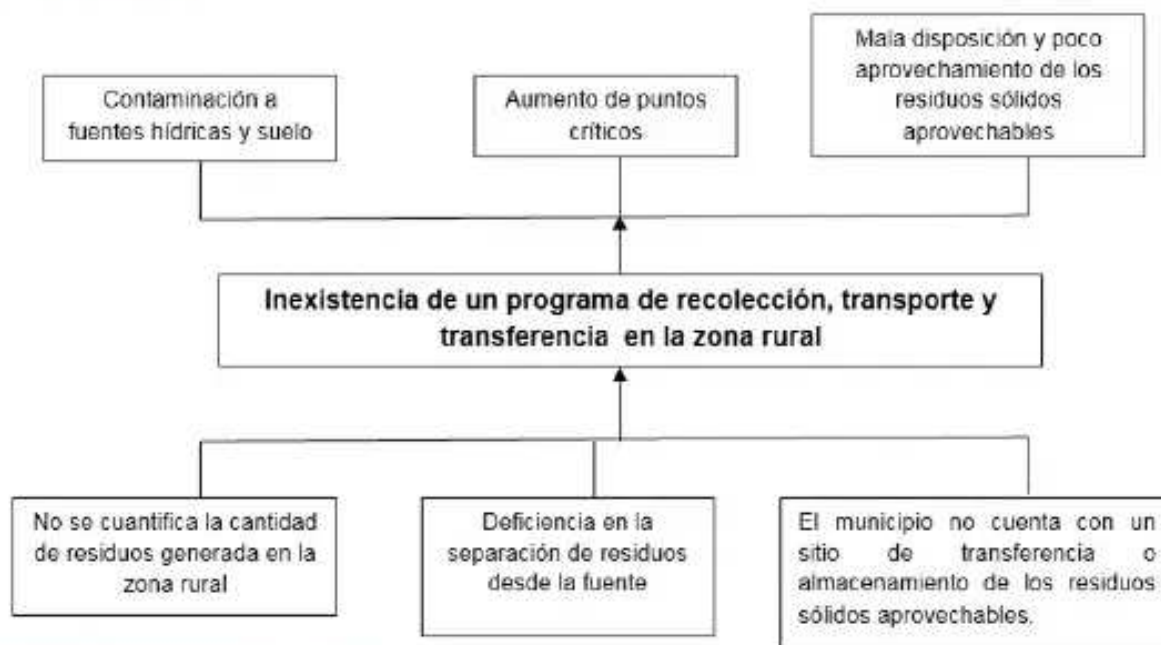 Contaminación a
fuentes hídricas y suelo
Aumento de puntos
críticos
Mala disposición y poco
aprovechamiento de los
residuos sólidos
aprovechables
Inexistencia de un programa de recolección, transporte y
transferencia en la zona rural
No se cuantifica la cantidad
de residuos generada en la
zona rural
Deficiencia en la
separación de residuos
desde la fuente
El municipio no cuenta con un
sitio de transferencia o
almacenamiento de los residuos
sólidos aprovechables.